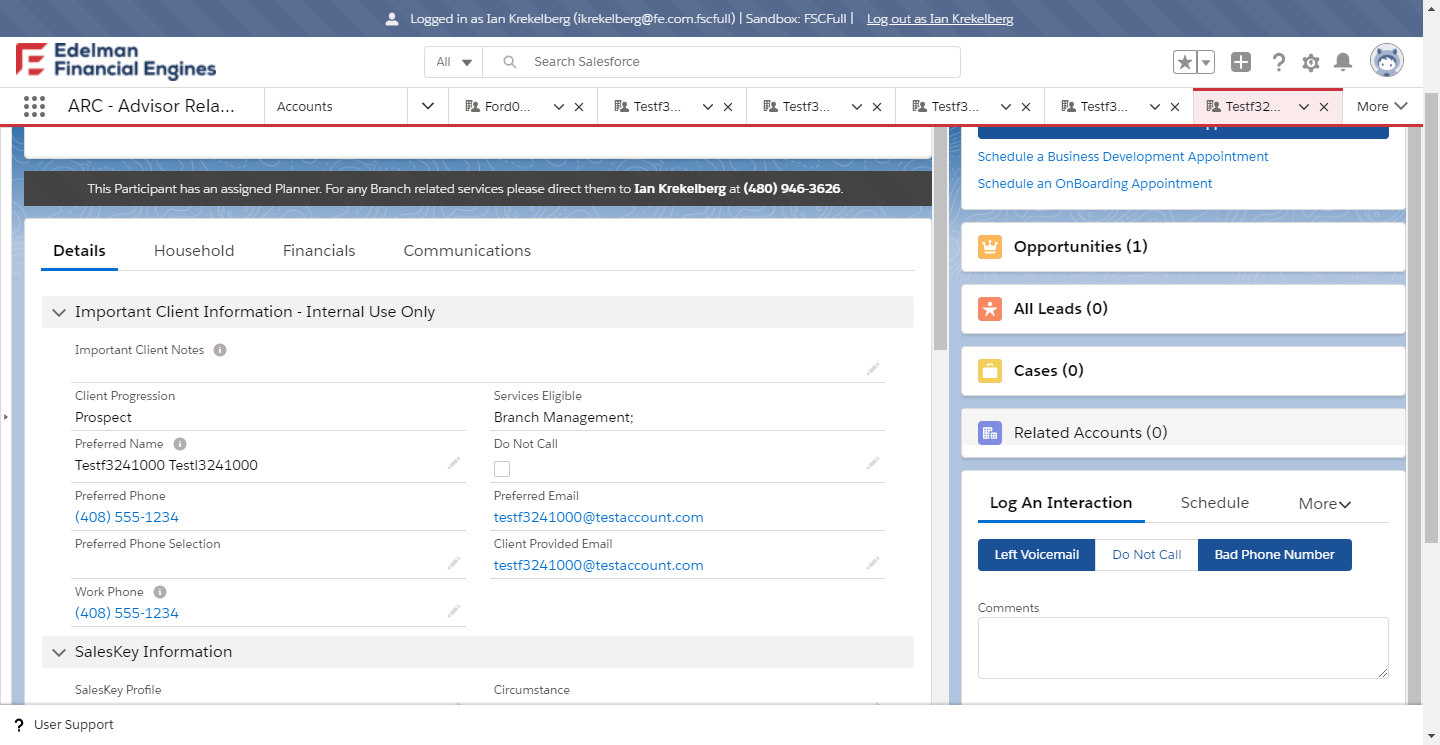 Logged in as Ian Krekelberg (ikrekelberg@fe.com.fscfull) | Sandbox: FSCFull | Log out as Ian Krekelberg
Edelman
Financial Engines
All
Search Salesforce
ARC - Advisor Rela...
Accounts
Ford0...
Testf3...
Testf3...
Testf3...
Testf3...
Testf32...
More
Schedule a Business Development Appointment
Schedule an OnBoarding Appointment
This Participant has an assigned Planner. For any Branch related services please direct them to Ian Krekelberg at (480) 946-3626.
Details
Household
Financials
Communications
Important Client Information - Internal Use Only
Important Client Notes
Client Progression
Prospect
Services Eligible
Branch Management;
Preferred Name
Testf3241000 Testl3241000
Do Not Call
Preferred Phone
(408) 555-1234
Preferred Email
testf3241000@testaccount.com
Preferred Phone Selection
Client Provided Email
testf3241000@testaccount.com
Work Phone
(408) 555-1234
SalesKey Information
SalesKey Profile
Circumstance
Opportunities (1)
All Leads (0)
Cases (0)
Related Accounts (0)
Log An Interaction
Schedule
More
Left Voicemail
Do Not Call
Bad Phone Number
Comments
? User Support